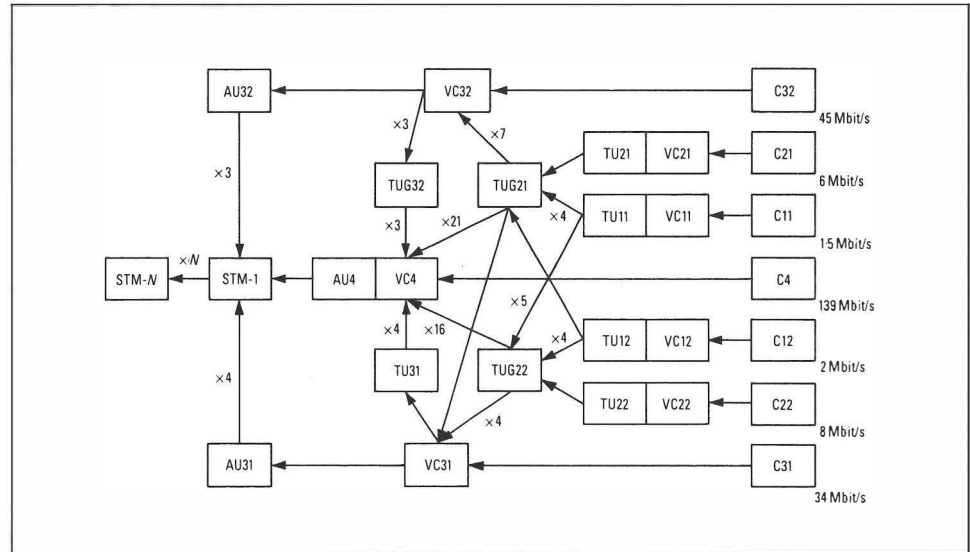 AU32
VC32
C32
45 Mbit/s
×3
×7
TU21
VC21
C21
6 Mbit/s
×3
TUG32
TUG21
×4
TU11
VC11
C11
1·5 Mbit/s
×3
×21
×N
STM-N
STM-1
AU4
VC4
C4
139 Mbit/s
×5
×4
×16
×4
TU12
VC12
C12
2 Mbit/s
×4
TU31
TUG22
TU22
VC22
C22
8 Mbit/s
×4
AU31
VC31
C31
34 Mbit/s